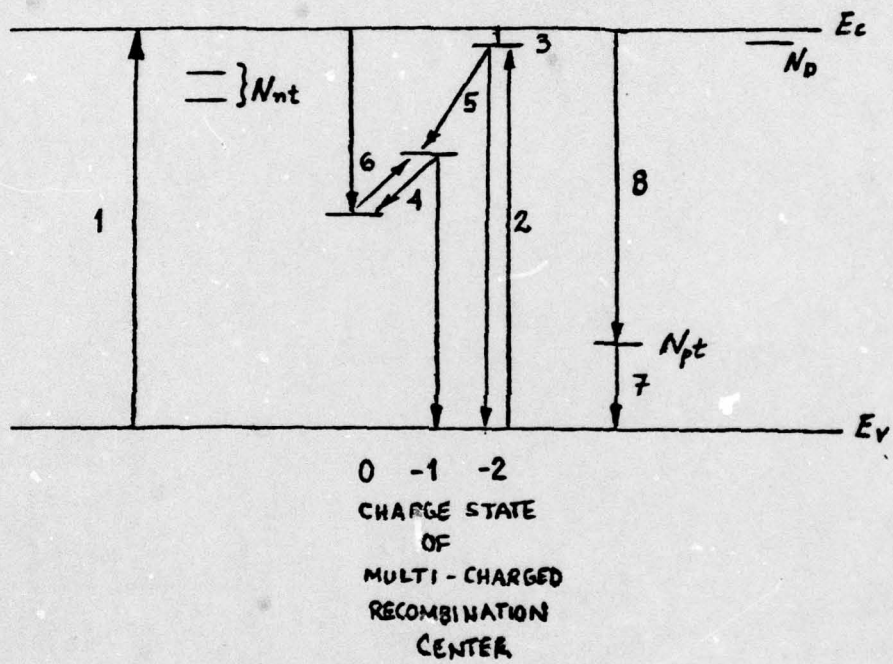 Ec
3
ND
}Nnt
5
6
4
1
2
8
Npt
7
Ev
0 -1 -2
CHARGE STATE
OF
MULTI-CHARGED
RECOMBINATION
CENTER